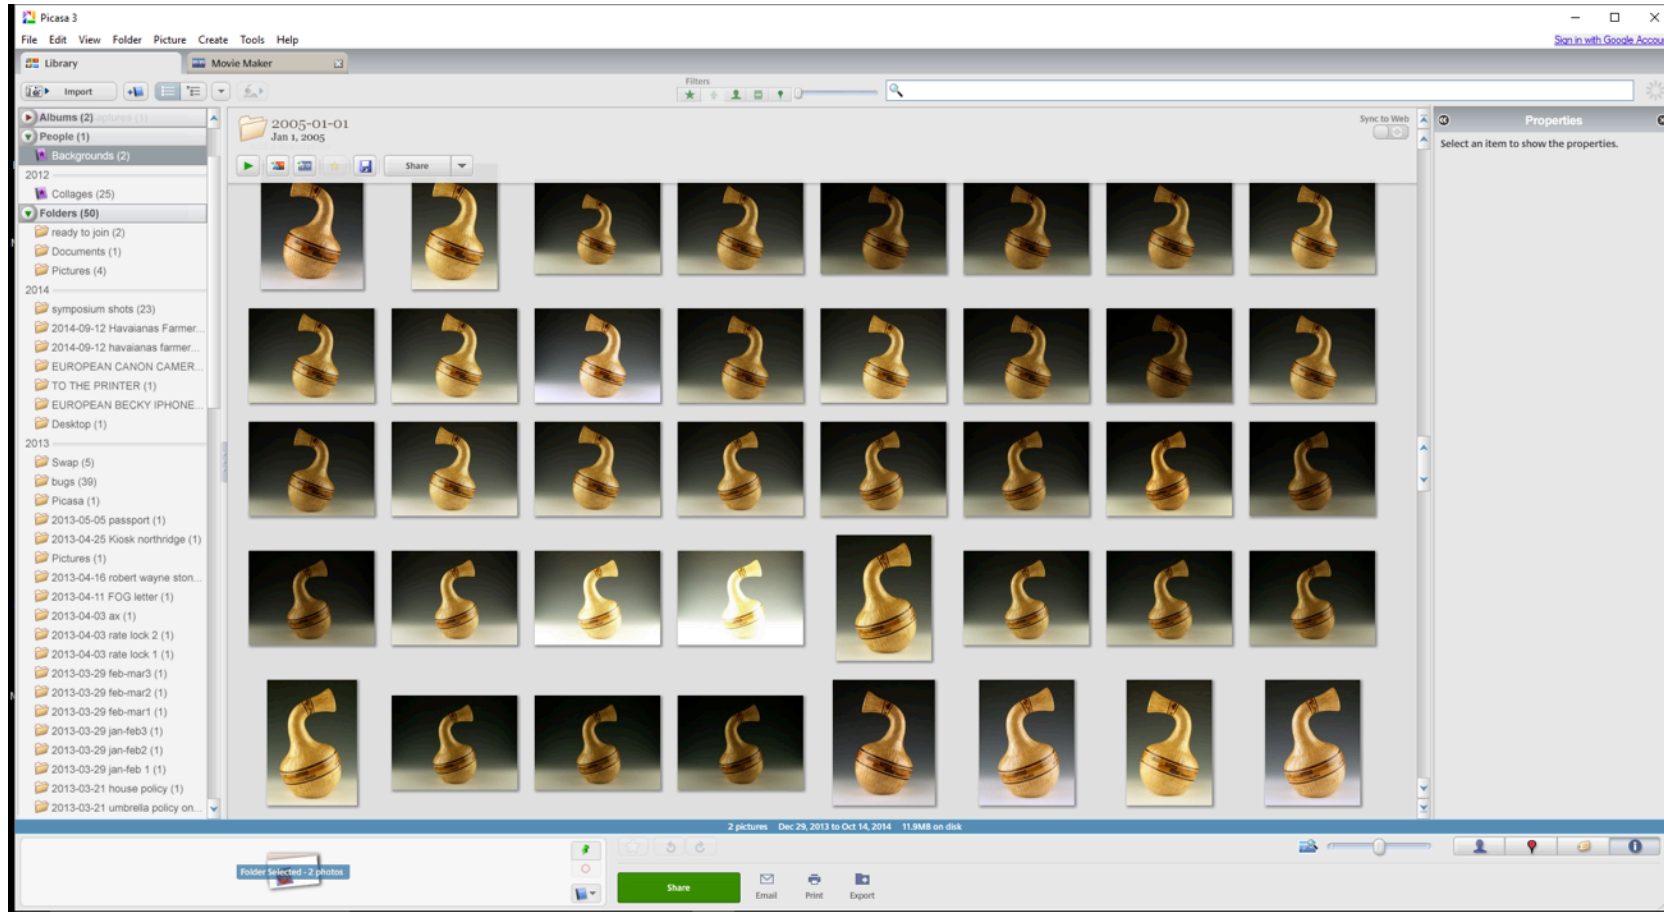 Picasa 3
File Edit View Folder Picture Create Tools Help
Sign in with Google Accou
Library
Movie Maker
Import
Filters
Albums (2)
People (1)
Backgrounds (2)
2012
Collages (25)
Folders (50)
ready to join (2)
Documents (1)
Pictures (4)
2014
symposium shots (23)
2014-09-12 Havaianas Farmer...
2014-09-12 havaianas farmer...
EUROPEAN CANON CAMER...
TO THE PRINTER (1)
EUROPEAN BECKY IPHONE...
Desktop (1)
2013
Swap (5)
bugs (39)
Picasa (1)
2013-05-05 passport (1)
2013-04-25 Kiosk northridge (1)
Pictures (1)
2013-04-16 robert wayne ston...
2013-04-11 FOG letter (1)
2013-04-03 ax (1)
2013-04-03 rate lock 2 (1)
2013-04-03 rate lock 1 (1)
2013-03-29 feb-mar3 (1)
2013-03-29 feb-mar2 (1)
2013-03-29 feb-mar1 (1)
2013-03-29 jan-feb3 (1)
2013-03-29 jan-feb2 (1)
2013-03-29 jan-feb 1 (1)
2013-03-21 house policy (1)
2013-03-21 umbrella policy on...
2005-01-01
Jan 1, 2005
Sync to Web
Share
Properties
Select an item to show the properties.
2 pictures Dec 29, 2013 to Oct 14, 2014 11.9MB on disk
Folder Selected - 2 photos
Share
Email
Print
Export